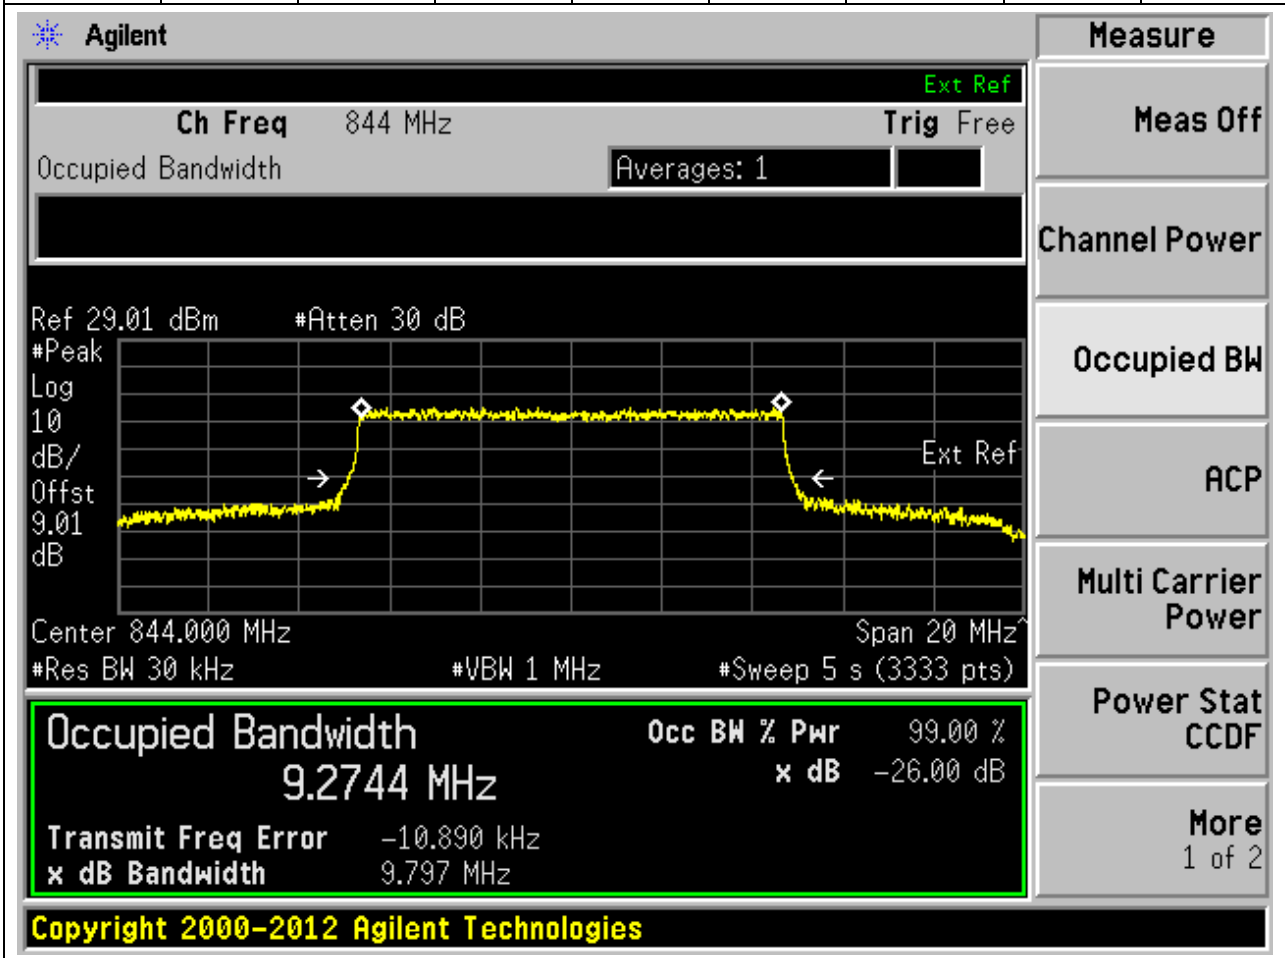 Agilent
Measure
Ext Ref
Ch Freq 844 MHz Trig Free
Occupied Bandwidth Averages: 1
Meas Off
Channel Power
Occupied BW
ACP
Multi Carrier
Power
Power Stat
CCDF
More
1 of 2
Ref 29.01 dBm #Atten 30 dB
#Peak
Log
10
dB/
Offst
9.01
dB
Ext Ref
Center 844.000 MHz Span 20 MHz^
#Res BW 30 kHz #VBW 1 MHz #Sweep 5 s (3333 pts)
Occupied Bandwidth Occ BW % Pwr 99.00 %
9.2744 MHz x dB -26.00 dB
Transmit Freq Error -10.890 kHz
x dB Bandwidth 9.797 MHz
Copyright 2000-2012 Agilent Technologies